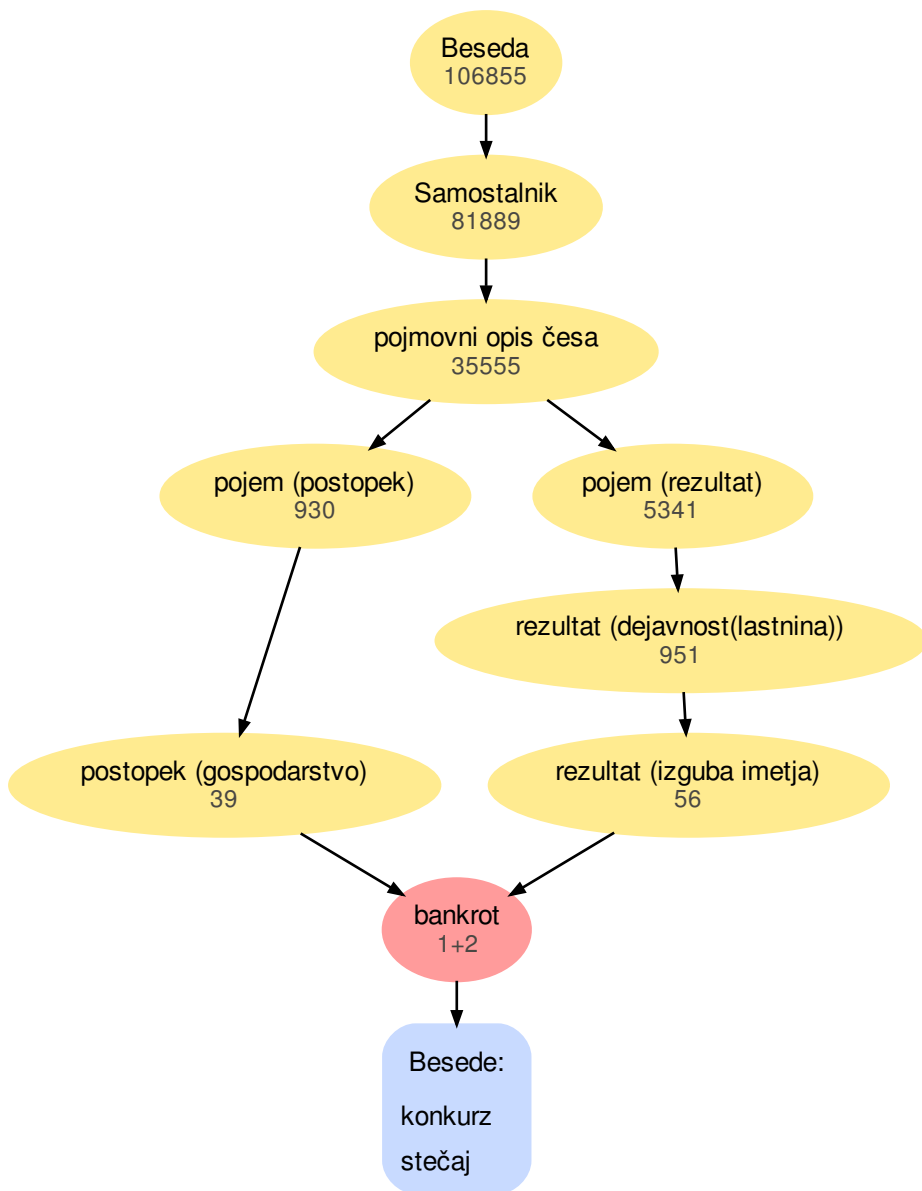 Beseda
106855
Samostalnik
81889
pojmovni opis česa
35555
pojem (postopek)
930
pojem (rezultat)
5341
rezultat (dejavnost(lastnina))
951
postopek (gospodarstvo)
39
rezultat (izguba imetja)
56
bankrot
1+2
Besede:
konkurz
stečaj